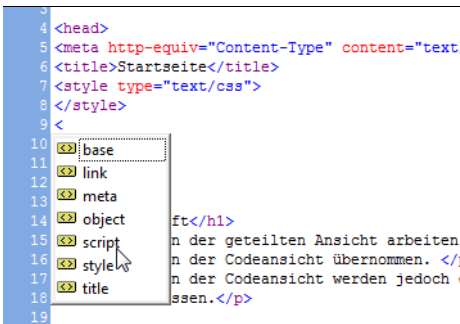 4 <head>
5 <meta http-equiv="Content-Type" content="text
6 <title>Startseite</title>
7 <style type="text/css">
8 </style>
9 <
10 base
11 link
12 meta
13
14 object ft</h1>
15 script n der geteilten Ansicht arbeiten
16 style n der Codeansicht übernommen. </
17 title n der Codeansicht werden jedoch
18 ssen.</p>
19